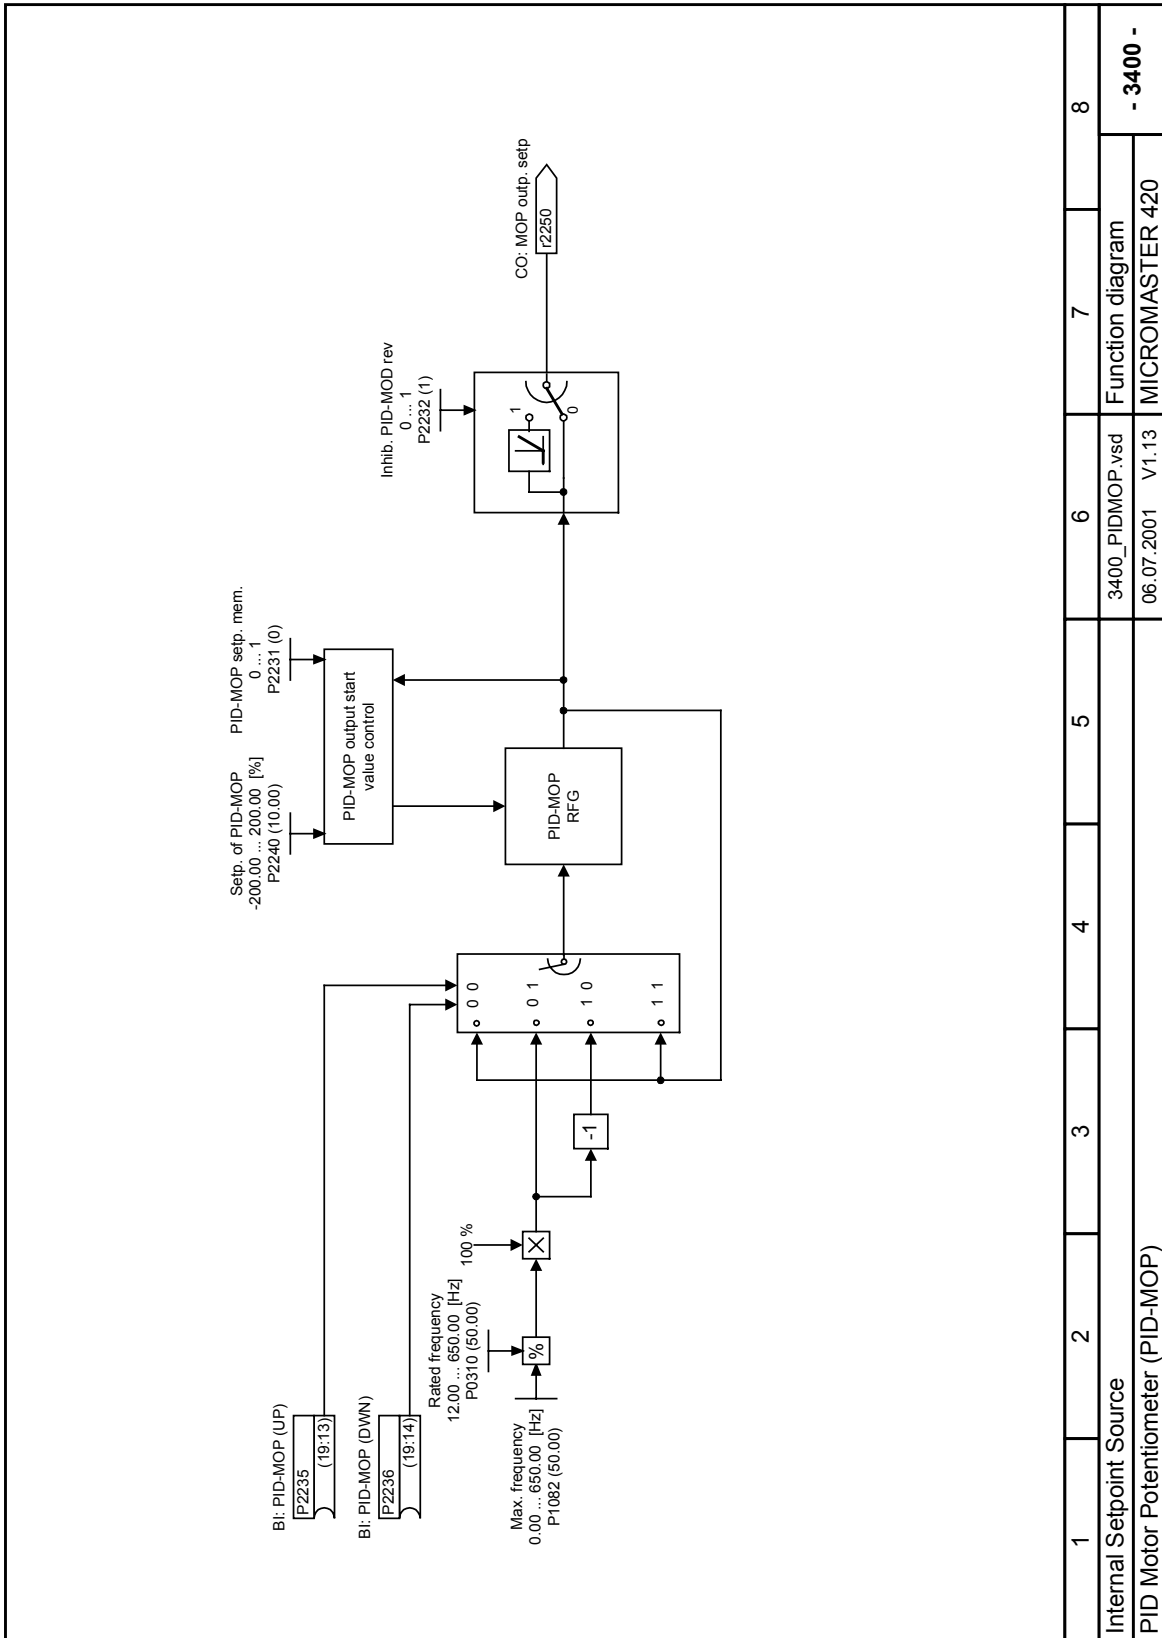 BI: PID-MOP (UP)
P2235
(19:13)
BI: PID-MOP (DWN)
P2236
(19:14)
Max. frequency
0.00 ... 650.00 [Hz]
P1082 (50.00)
Rated frequency
12.00 ... 650.00 [Hz]
P0310 (50.00)
%
100 %
-1
0 0
0 1
1 0
1 1
Setp. of PID-MOP
-200.00 ... 200.00 [%]
P2240 (10.00)
PID-MOP setp. mem.
0 ... 1
P2231 (0)
PID-MOP output start
value control
PID-MOP
RFG
Inhib. PID-MOD rev
0 ... 1
P2232 (1)
1
0
CO: MOP outp. setp
r2250
1 2 3 4 5 6 7 8
Internal Setpoint Source
3400_PIDMOP.vsd
Function diagram
- 3400 -
PID Motor Potentiometer (PID-MOP)
06.07.2001 V1.13
MICROMASTER 420